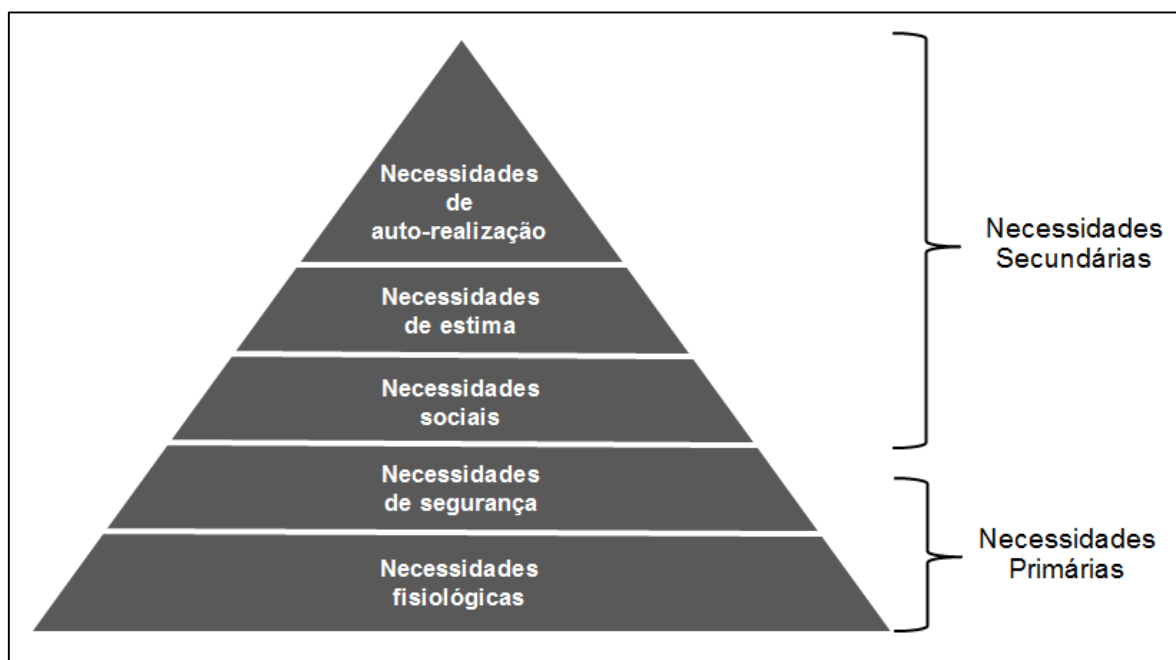 Necessidades
de
auto-realização
Necessidades
de estima
Necessidades
sociais
Necessidades
de segurança
Necessidades
fisiológicas
Necessidades
Secundárias
Necessidades
Primárias